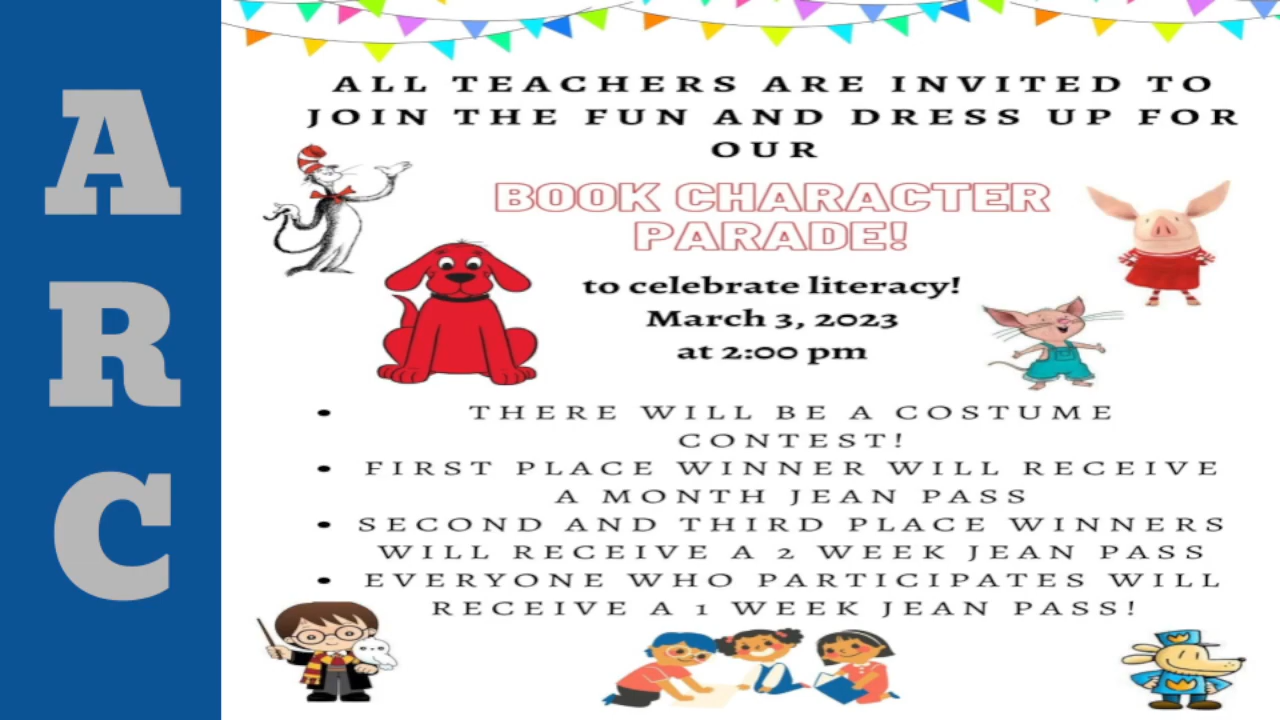 A
R
C
ALL TEACHERS ARE INVITED TO
JOIN THE FUN AND DRESS UP FOR
OUR
BOOK CHARACTER
PARADE!
to celebrate literacy!
March 3, 2023
at 2:00 pm
• THERE WILL BE A COSTUME
CONTEST!
• FIRST PLACE WINNER WILL RECEIVE
A MONTH JEAN PASS
• SECOND AND THIRD PLACE WINNERS
WILL RECEIVE A 2 WEEK JEAN PASS
• EVERYONE WHO PARTICIPATES WILL
RECEIVE A 1 WEEK JEAN PASS!